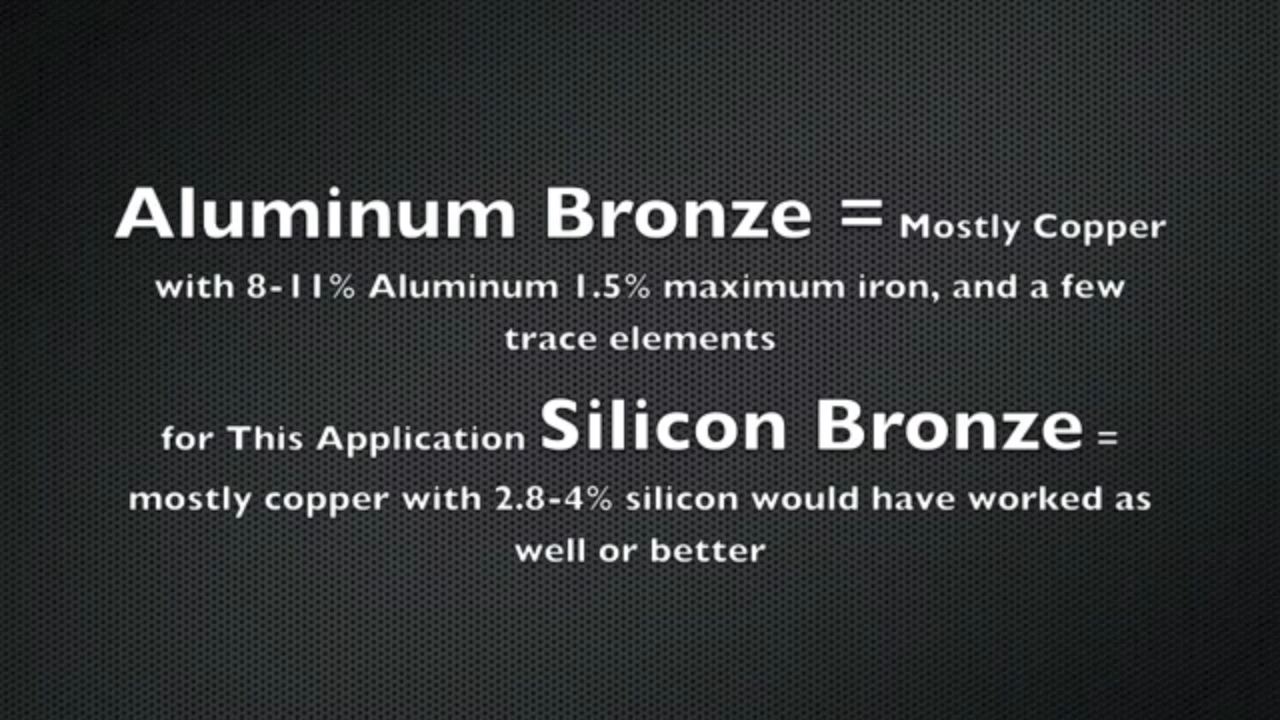 Aluminum Bronze = Mostly Copper
with 8-11% Aluminum 1.5% maximum iron, and a few
trace elements
for This Application Silicon Bronze =
mostly copper with 2.8-4% silicon would have worked as
well or better